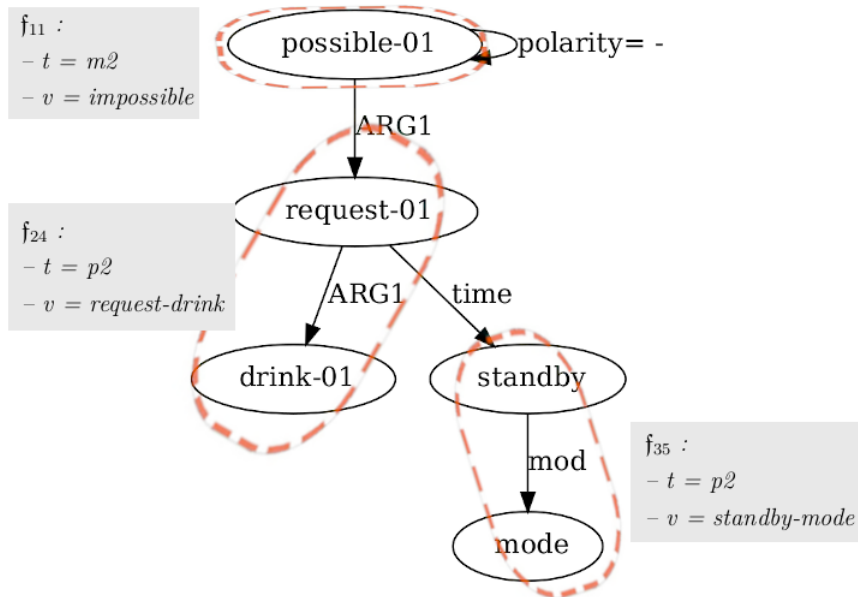 𝔣₁₁ :
– t = m2
– v = impossible
possible-01
polarity= -
ARG1
request-01
𝔣₂₄ :
– t = p2
– v = request-drink
ARG1
time
drink-01
standby
mod
mode
𝔣₃₅ :
– t = p2
– v = standby-mode